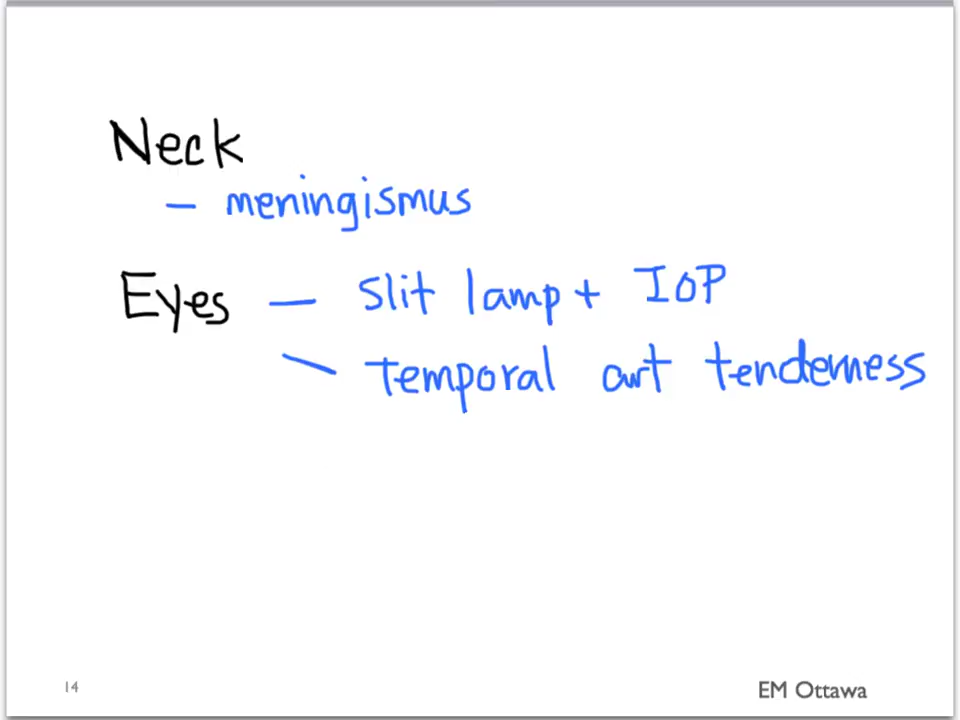 Neck
- meningismus
Eyes - slit lamp + IOP
- temporal art tenderness
14
EM Ottawa